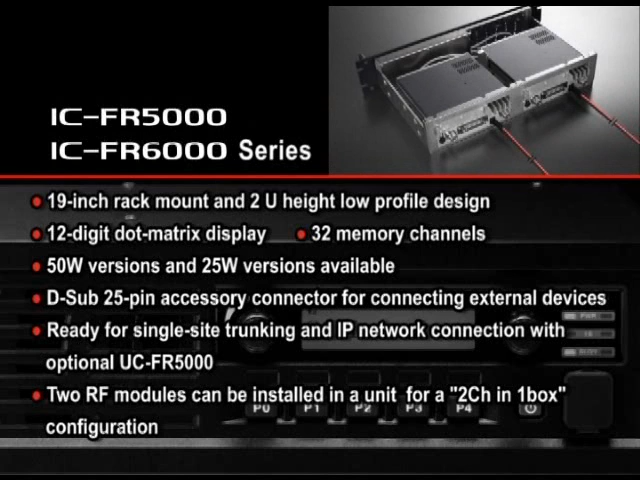 IC-FR5000
IC-FR6000 Series
• 19-inch rack mount and 2 U height low profile design
• 12-digit dot-matrix display • 32 memory channels
• 50W versions and 25W versions available
• D-Sub 25-pin accessory connector for connecting external devices
• Ready for single-site trunking and IP network connection with
optional UC-FR5000
• Two RF modules can be installed in a unit for a "2Ch in 1box"
configuration
PWR
BUSY
P0 P1 P2 P3 P4